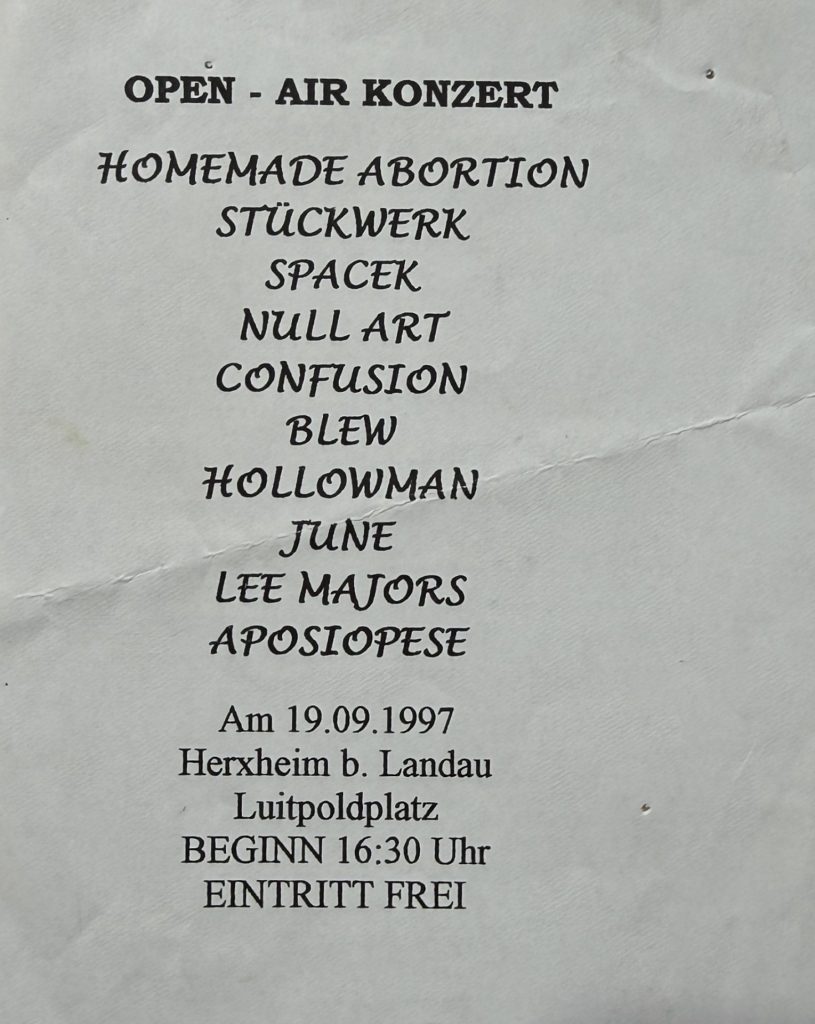 OPEN - AIR KONZERT
HOMEMADE ABORTION
STÜCKWERK
SPACEK
NULL ART
CONFUSION
BLEW
HOLLOWMAN
JUNE
LEE MAJORS
APOSIOPESE
Am 19.09.1997
Herxheim b. Landau
Luitpoldplatz
BEGINN 16:30 Uhr
EINTRITT FREI